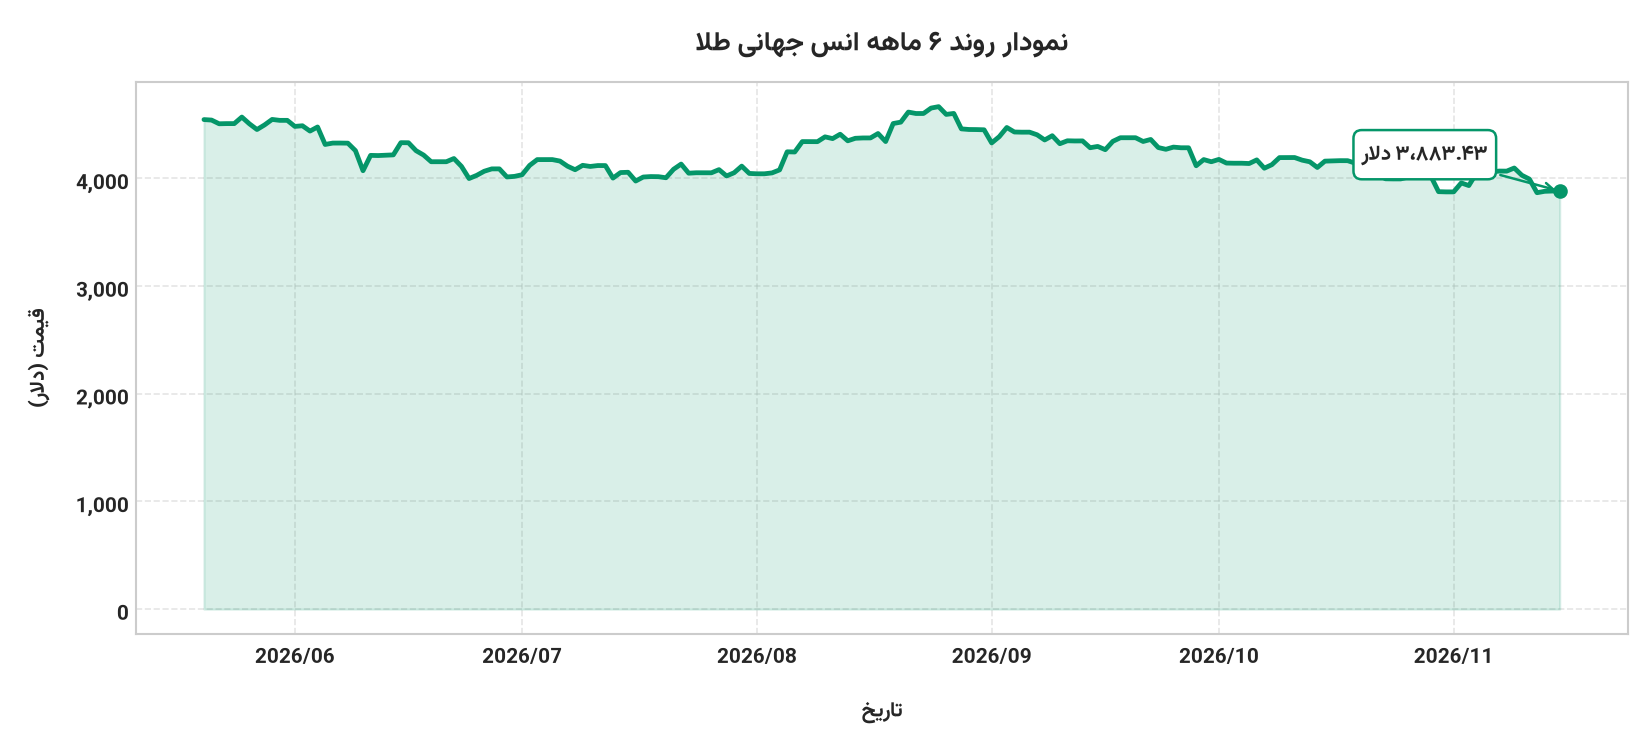 نمودار روند ۶ ماهه انس جهانی طلا
قیمت (دلار)
4,000
3,000
2,000
1,000
0
۳،۸۸۳.۴۳ دلار
2026/06
2026/07
2026/08
2026/09
2026/10
2026/11
تاریخ